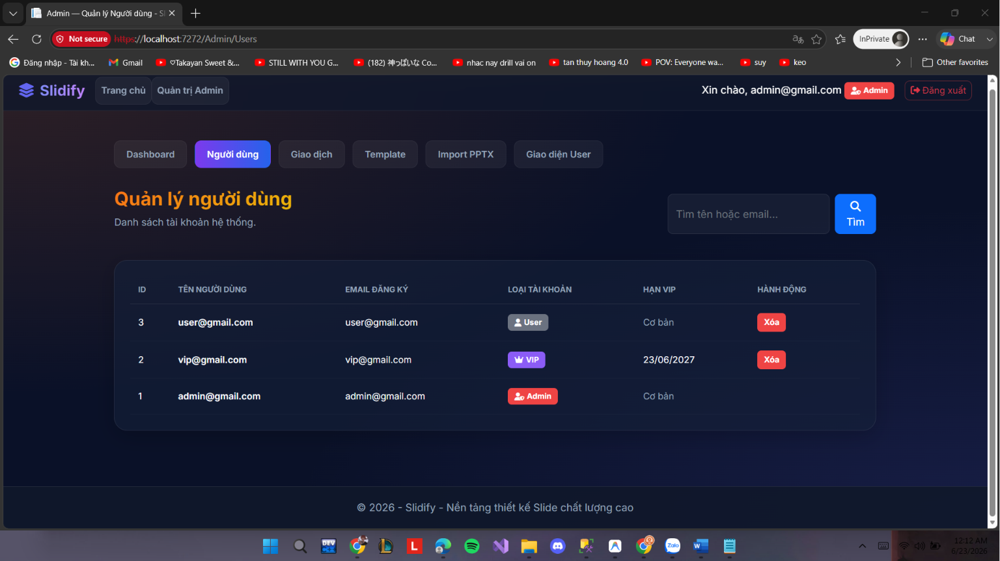 Admin — Quản lý Người dùng - Sl
Not secure https://localhost:7272/Admin/Users
InPrivate
Chat
Đăng nhập - Tài kh...
Gmail
♡Takayan Sweet &...
STILL WITH YOU G...
(182) 神っぽいな Co...
nhac nay drill vai on
tan thuy hoang 4.0
POV: Everyone wa...
suy
keo
Other favorites
Slidify
Trang chủ
Quản trị Admin
Xin chào, admin@gmail.com
Admin
Đăng xuất
Dashboard
Người dùng
Giao dịch
Template
Import PPTX
Giao diện User
Quản lý người dùng
Danh sách tài khoản hệ thống.
Tìm tên hoặc email...
Tìm
ID TÊN NGƯỜI DÙNG EMAIL ĐĂNG KÝ LOẠI TÀI KHOẢN HẠN VIP HÀNH ĐỘNG
3 user@gmail.com user@gmail.com User Cơ bản Xóa
2 vip@gmail.com vip@gmail.com VIP 23/06/2027 Xóa
1 admin@gmail.com admin@gmail.com Admin Cơ bản
© 2026 - Slidify - Nền tảng thiết kế Slide chất lượng cao
DEV
L
Zalo
W
12:12 AM
6/23/2026